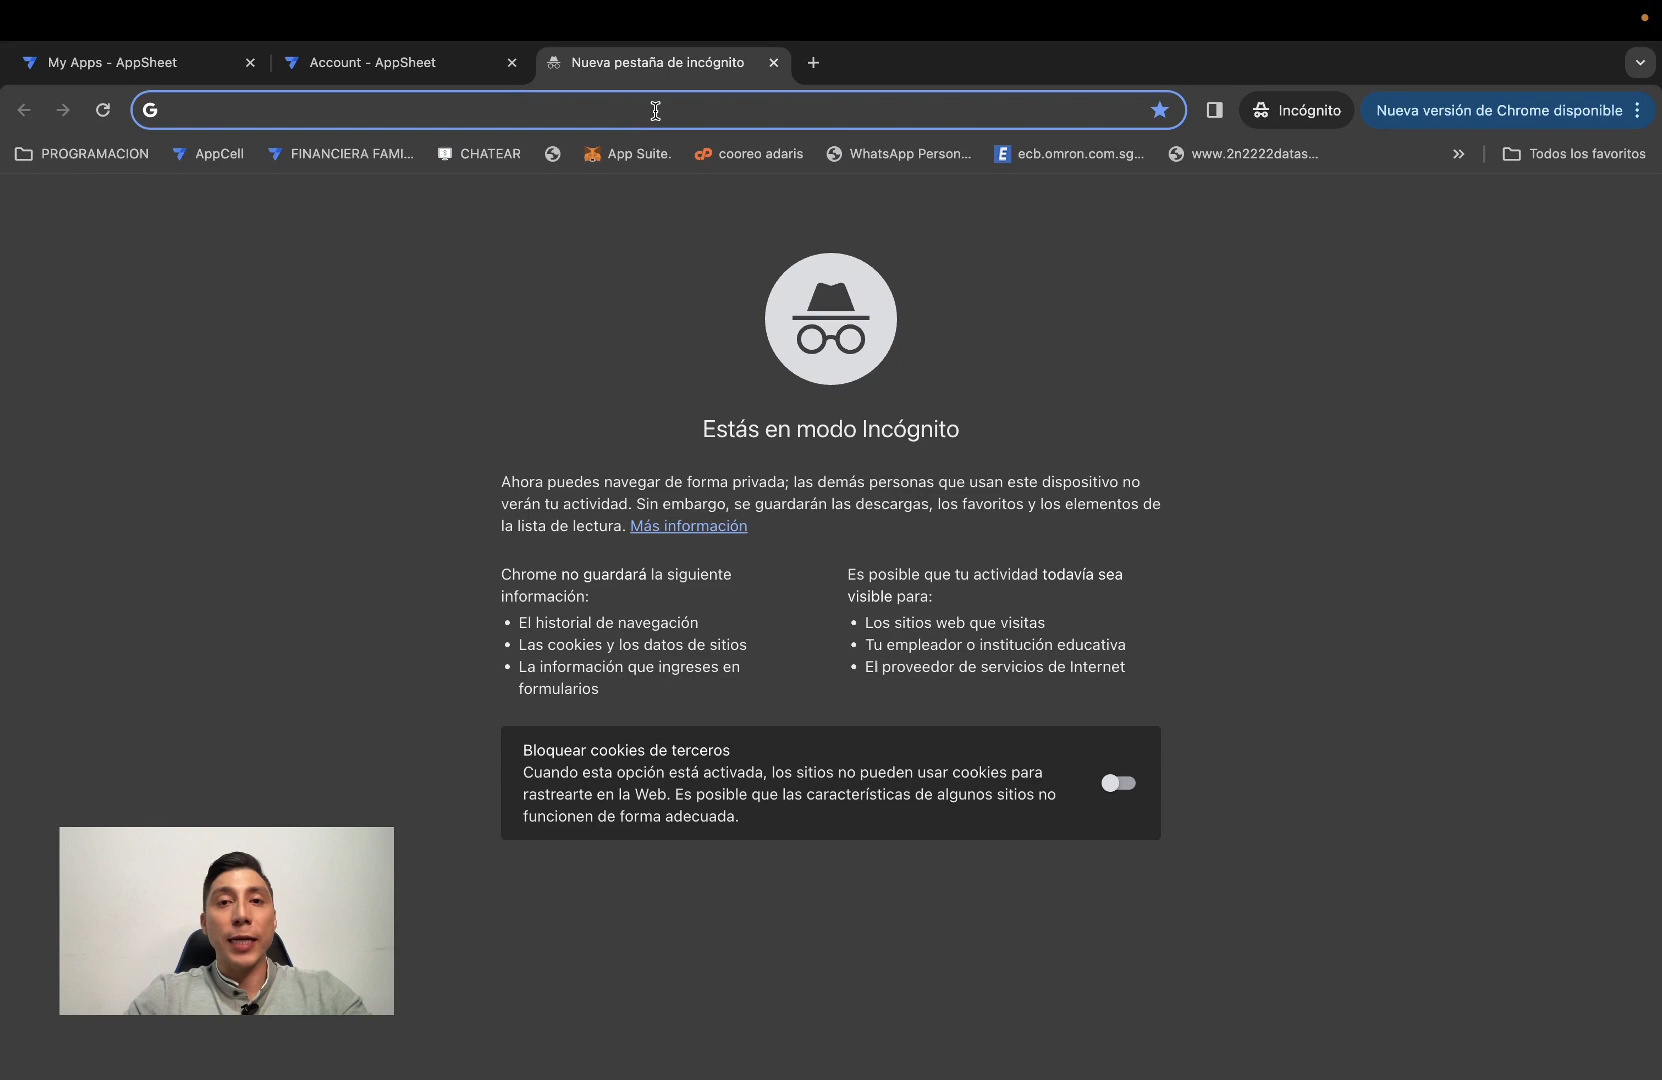 My Apps - AppSheet
Account - AppSheet
Nueva pestaña de incógnito
G
Incógnito
Nueva versión de Chrome disponible
PROGRAMACION
AppCell
FINANCIERA FAMI...
CHATEAR
App Suite.
cooreo adaris
WhatsApp Person...
E
ecb.omron.com.sg...
www.2n2222datas...
Todos los favoritos
Estás en modo Incógnito
Ahora puedes navegar de forma privada; las demás personas que usan este dispositivo no
verán tu actividad. Sin embargo, se guardarán las descargas, los favoritos y los elementos de
la lista de lectura. Más información
Chrome no guardará la siguiente
información:
• El historial de navegación
• Las cookies y los datos de sitios
• La información que ingreses en
formularios
Es posible que tu actividad todavía sea
visible para:
• Los sitios web que visitas
• Tu empleador o institución educativa
• El proveedor de servicios de Internet
Bloquear cookies de terceros
Cuando esta opción está activada, los sitios no pueden usar cookies para
rastrearte en la Web. Es posible que las características de algunos sitios no
funcionen de forma adecuada.